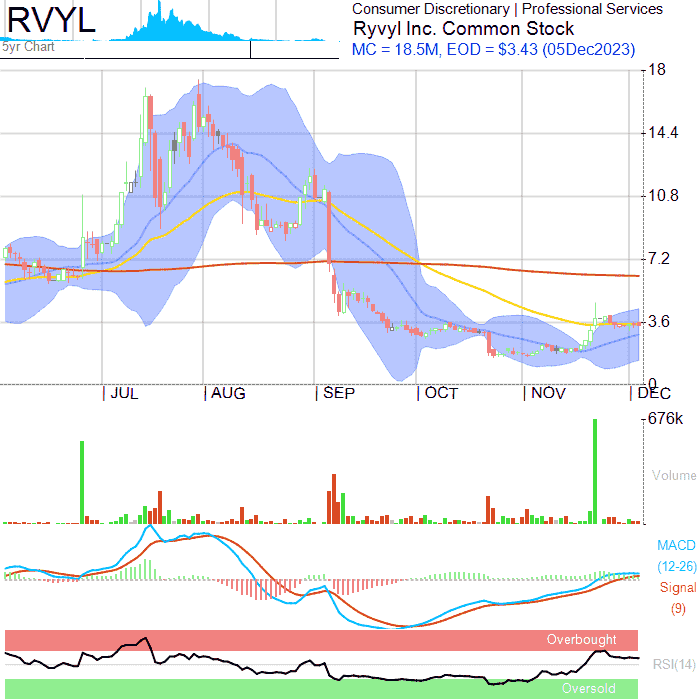 RVYL
5yr Chart
Consumer Discretionary | Professional Services
Ryvyl Inc. Common Stock
MC = 18.5M, EOD = $3.43 (05Dec2023)
18
14.4
10.8
7.2
3.6
0
JUL AUG SEP OCT NOV DEC
676k
Volume
MACD
(12-26)
Signal
(9)
Overbought
RSI(14)
Oversold